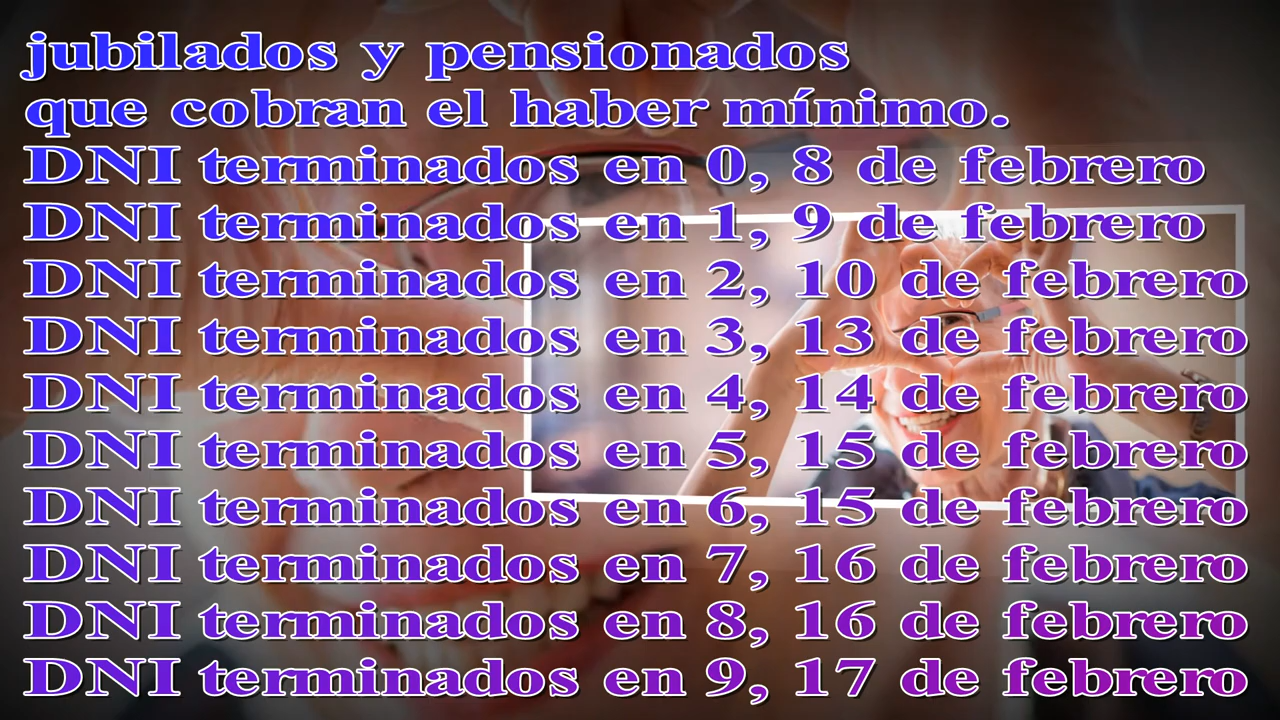 jubilados y pensionados
que cobran el haber mínimo.
DNI terminados en 0, 8 de febrero
DNI terminados en 1, 9 de febrero
DNI terminados en 2, 10 de febrero
DNI terminados en 3, 13 de febrero
DNI terminados en 4, 14 de febrero
DNI terminados en 5, 15 de febrero
DNI terminados en 6, 15 de febrero
DNI terminados en 7, 16 de febrero
DNI terminados en 8, 16 de febrero
DNI terminados en 9, 17 de febrero